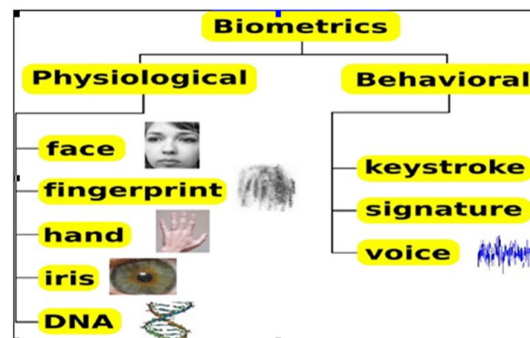 Biometrics
Physiological
Behavioral
face
fingerprint
hand
iris
DNA
keystroke
signature
voice